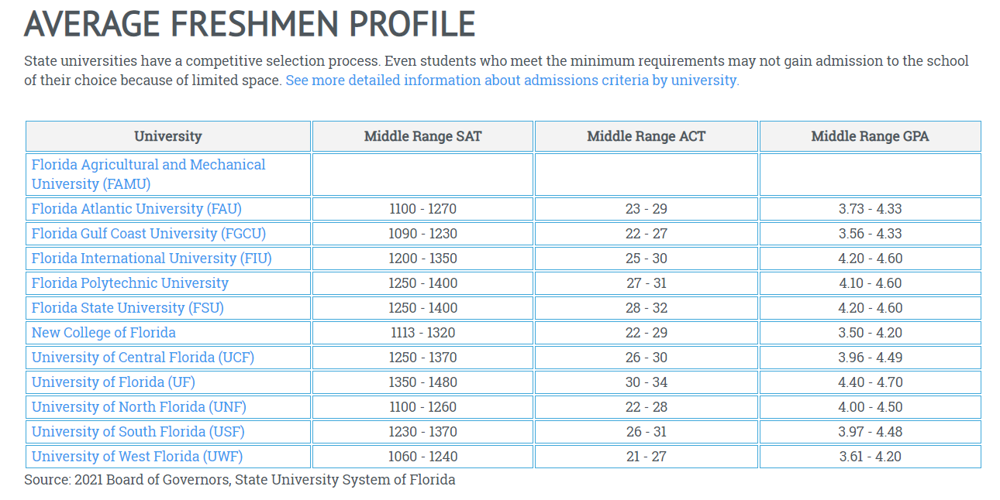 AVERAGE FRESHMEN PROFILE
State universities have a competitive selection process. Even students who meet the minimum requirements may not gain admission to the school
of their choice because of limited space. See more detailed information about admissions criteria by university.
University Middle Range SAT Middle Range ACT Middle Range GPA
Florida Agricultural and Mechanical
University (FAMU)
Florida Atlantic University (FAU) 1100 - 1270 23 - 29 3.73 - 4.33
Florida Gulf Coast University (FGCU) 1090 - 1230 22 - 27 3.56 - 4.33
Florida International University (FIU) 1200 - 1350 25 - 30 4.20 - 4.60
Florida Polytechnic University 1250 - 1400 27 - 31 4.10 - 4.60
Florida State University (FSU) 1250 - 1400 28 - 32 4.20 - 4.60
New College of Florida 1113 - 1320 22 - 29 3.50 - 4.20
University of Central Florida (UCF) 1250 - 1370 26 - 30 3.96 - 4.49
University of Florida (UF) 1350 - 1480 30 - 34 4.40 - 4.70
University of North Florida (UNF) 1100 - 1260 22 - 28 4.00 - 4.50
University of South Florida (USF) 1230 - 1370 26 - 31 3.97 - 4.48
University of West Florida (UWF) 1060 - 1240 21 - 27 3.61 - 4.20
Source: 2021 Board of Governors, State University System of Florida